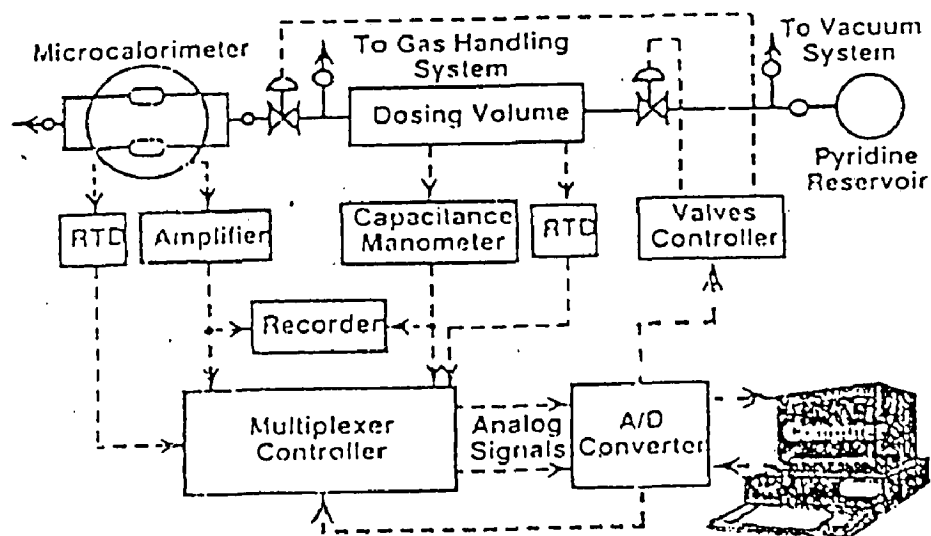 Microcalorimeter
To Gas Handling
System
To Vacuum
System
Dosing Volume
Pyridine
Reservoir
RTD
Amplifier
Capacitance
Manometer
RTD
Valves
Controller
Recorder
Multiplexer
Controller
Analog
Signals
A/D
Converter